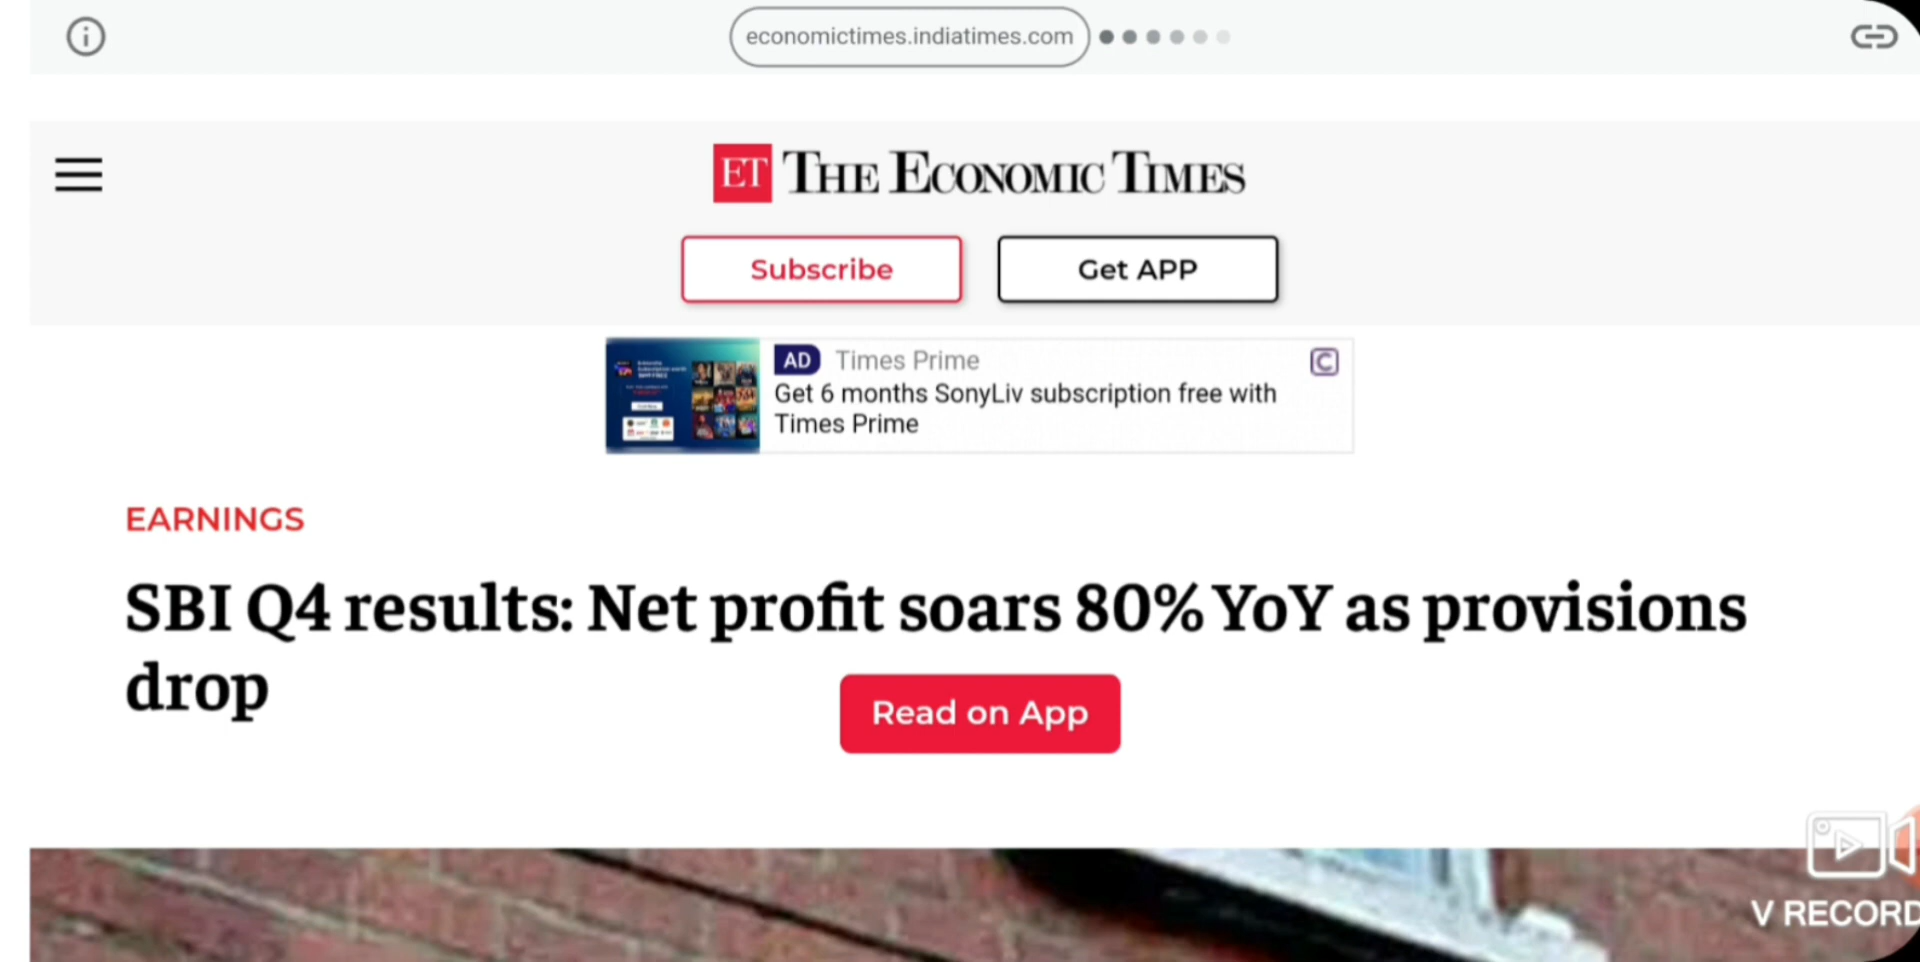 economictimes.indiatimes.com
ET THE ECONOMIC TIMES
Subscribe
Get APP
AD Times Prime
Get 6 months SonyLiv subscription free with
Times Prime
EARNINGS
SBI Q4 results: Net profit soars 80% YoY as provisions
drop
Read on App
V RECORD